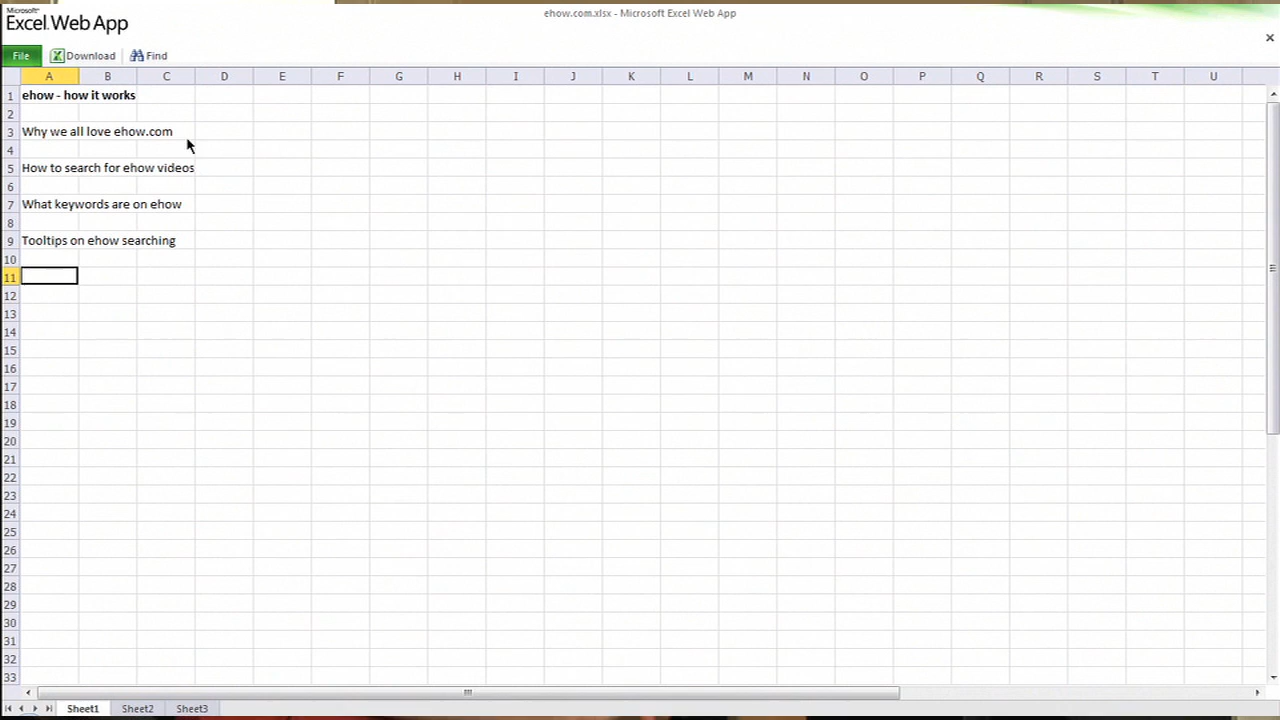 ehow.com.xlsx - Microsoft Excel Web App
Microsoft
Excel Web App
File Download Find
A B C D E F G H I J K L M N O P Q R S T U
1 ehow - how it works
2
3 Why we all love ehow.com
4
5 How to search for ehow videos
6
7 What keywords are on ehow
8
9 Tooltips on ehow searching
10
11
12
13
14
15
16
17
18
19
20
21
22
23
24
25
26
27
28
29
30
31
32
33
Sheet1 Sheet2 Sheet3